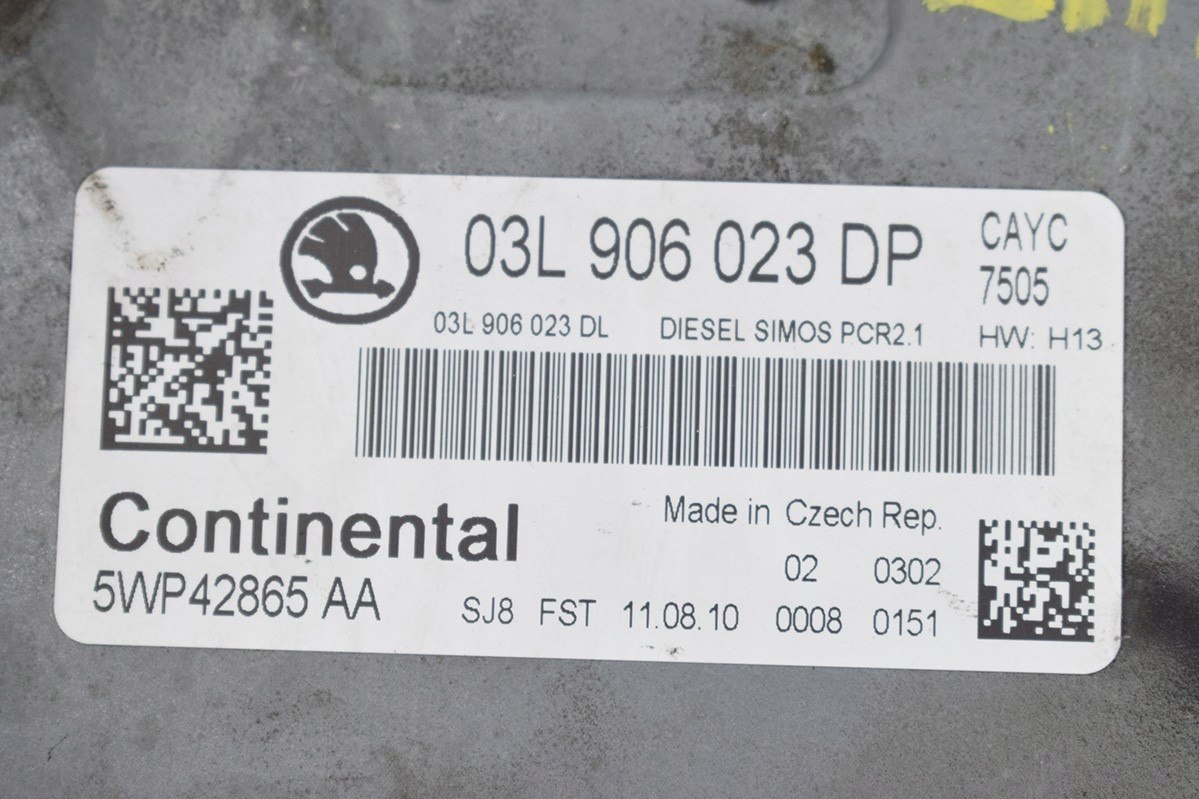 03L 906 023 DP
CAYC
7505
03L 906 023 DL DIESEL SIMOS PCR2.1 HW: H13
Continental
Made in Czech Rep.
02 0302
5WP42865 AA
SJ8 FST 11.08.10 0008 0151